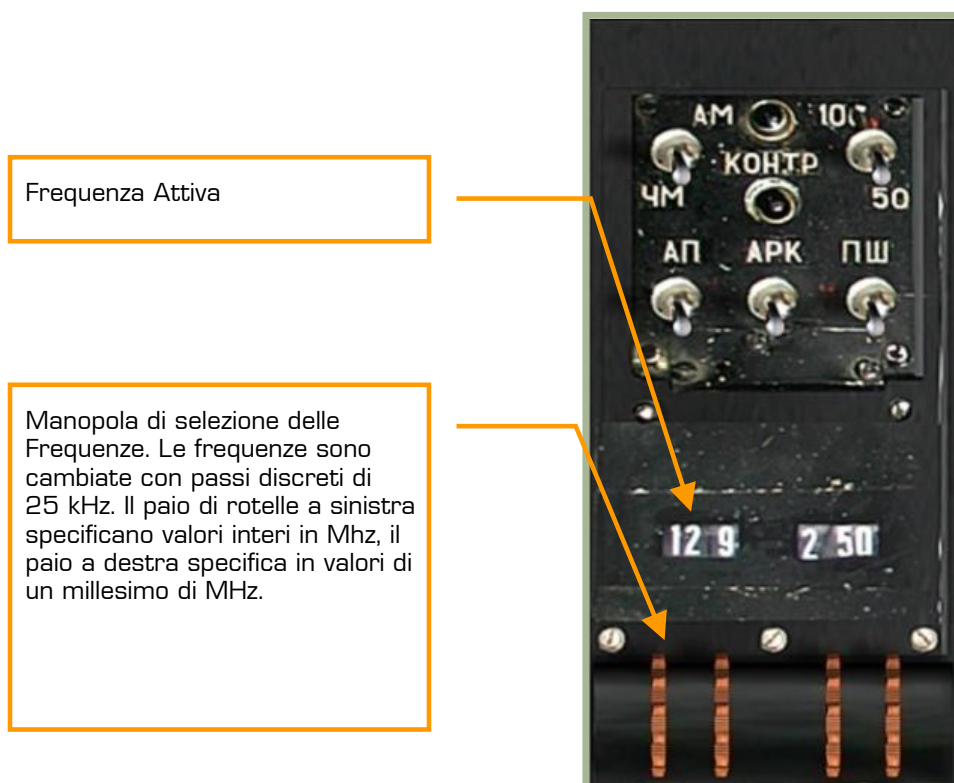 Frequenza Attiva
Manopola di selezione delle
Frequenze. Le frequenze sono
cambiate con passi discreti di
25 kHz. Il paio di rotelle a sinistra
specificano valori interi in Mhz, il
paio a destra specifica in valori di
un millesimo di MHz.
АМ 100
КОНТР
ЧМ 50
АП АРК ПШ
12 9 2 50